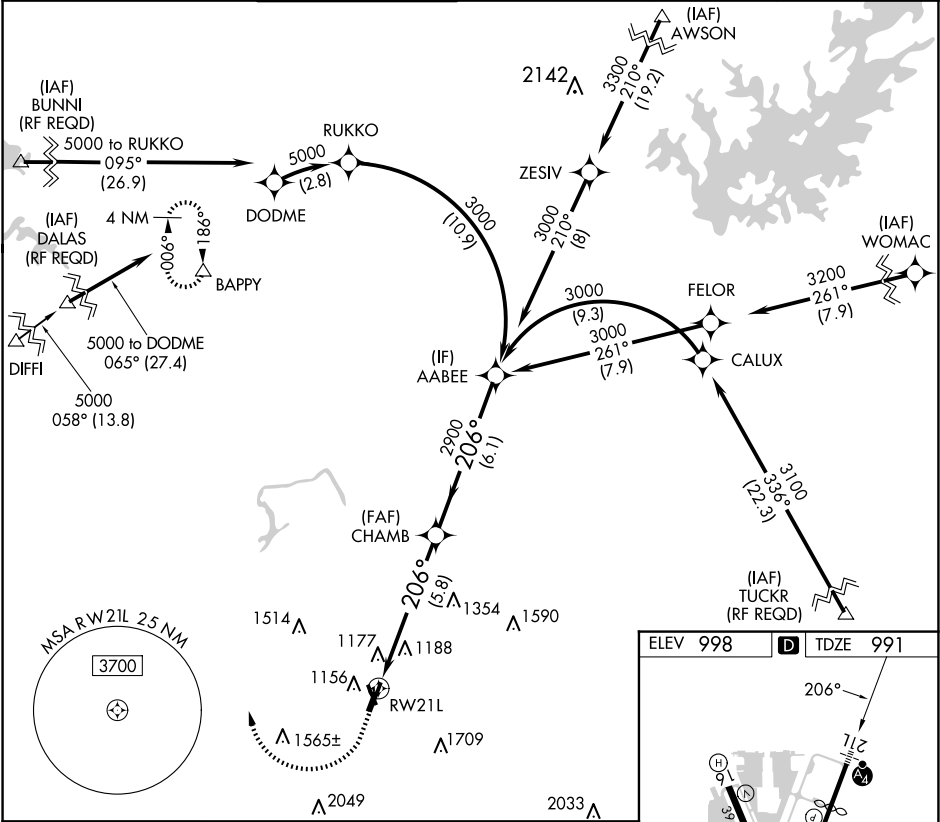 (IAF)
AWSON
3300
210°
(19.2)
2142
(IAF)
BUNNI
(RF REQD)
5000 to RUKKO
095°
(26.9)
RUKKO
5000
(2.8)
DODME
3000
(10.9)
ZESIV
3000
210°
(8)
(IAF)
DALAS
(RF REQD)
4 NM
006°
186°
BAPPY
(IAF)
WOMAC
3200
261°
(7.9)
FELOR
3000
(9.3)
3000
261°
(7.9)
CALUX
DIFFI
5000 to DODME
065° (27.4)
5000
058° (13.8)
(IF)
AABEE
2900
206°
(6.1)
3100
336°
(22.3)
(FAF)
CHAMB
206°
(5.8)
(IAF)
TUCKR
(RF REQD)
1514
1354
1590
1177
1188
1156
RW21L
1565±
1709
2049
2033
MSA RW21L 25 NM
3700
ELEV 998
D
TDZE 991
206°
21L
A4
H
16
V
39
P